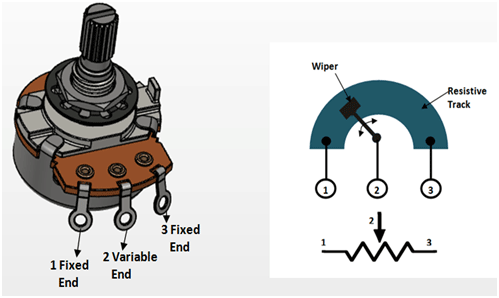 1 Fixed
End
2 Variable
End
3 Fixed
End
Wiper
Resistive
Track
1
2
3
2
1
3